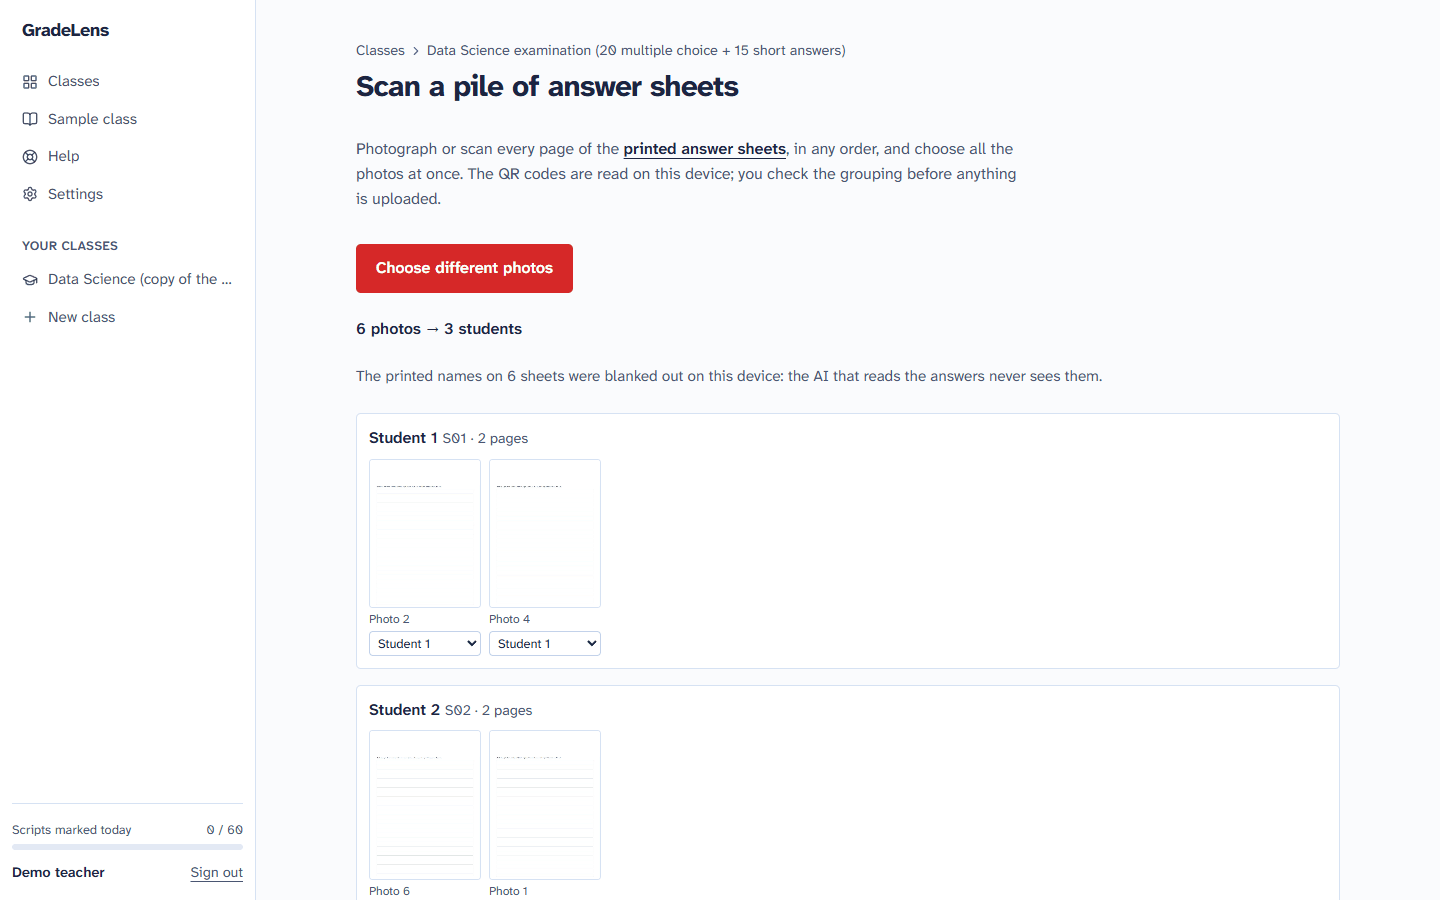 GradeLens
Classes
Sample class
Help
Settings
YOUR CLASSES
Data Science (copy of the ...
New class
Scripts marked today
0 / 60
Demo teacher
Sign out
Classes > Data Science examination (20 multiple choice + 15 short answers)
Scan a pile of answer sheets
Photograph or scan every page of the printed answer sheets, in any order, and choose all the
photos at once. The QR codes are read on this device; you check the grouping before anything
is uploaded.
Choose different photos
6 photos → 3 students
The printed names on 6 sheets were blanked out on this device: the AI that reads the answers never sees them.
Student 1 S01 · 2 pages
Photo 2
Photo 4
Student 1
Student 1
Student 2 S02 · 2 pages
Photo 6
Photo 1